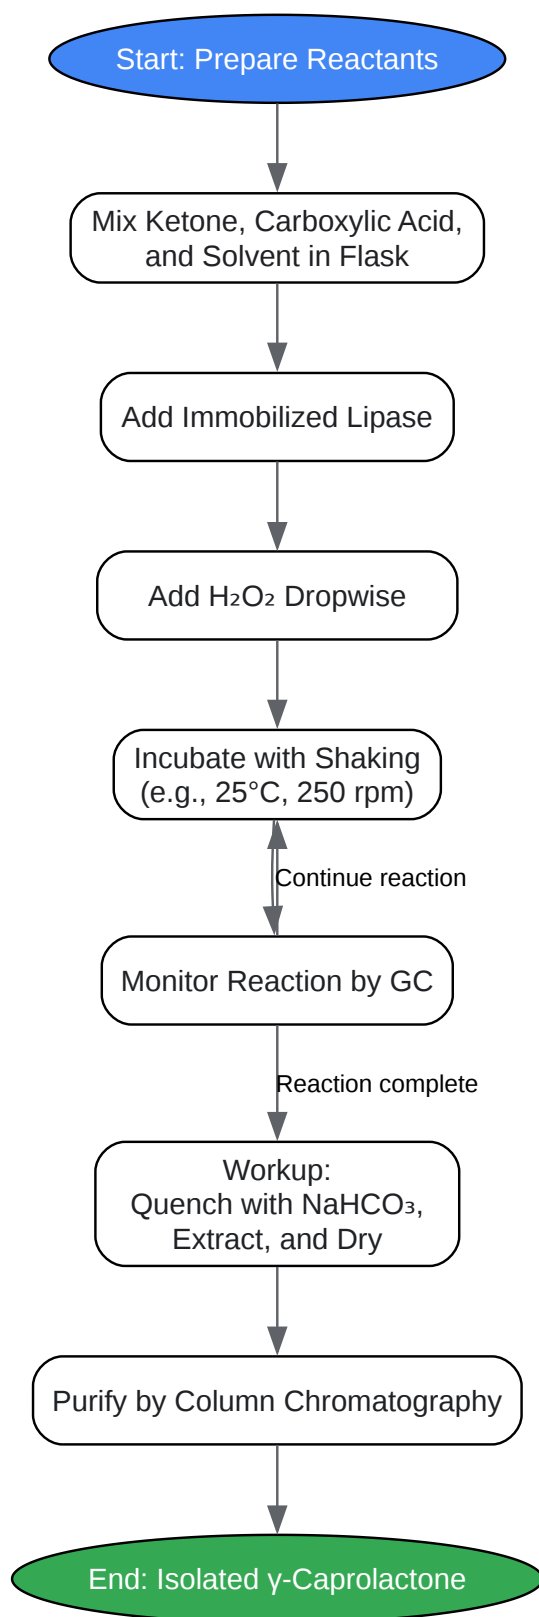 Start: Prepare Reactants
Mix Ketone, Carboxylic Acid,
and Solvent in Flask
Add Immobilized Lipase
Add H₂O₂ Dropwise
Incubate with Shaking
(e.g., 25°C, 250 rpm)
Continue reaction
Monitor Reaction by GC
Reaction complete
Workup:
Quench with NaHCO₃,
Extract, and Dry
Purify by Column Chromatography
End: Isolated γ-Caprolactone